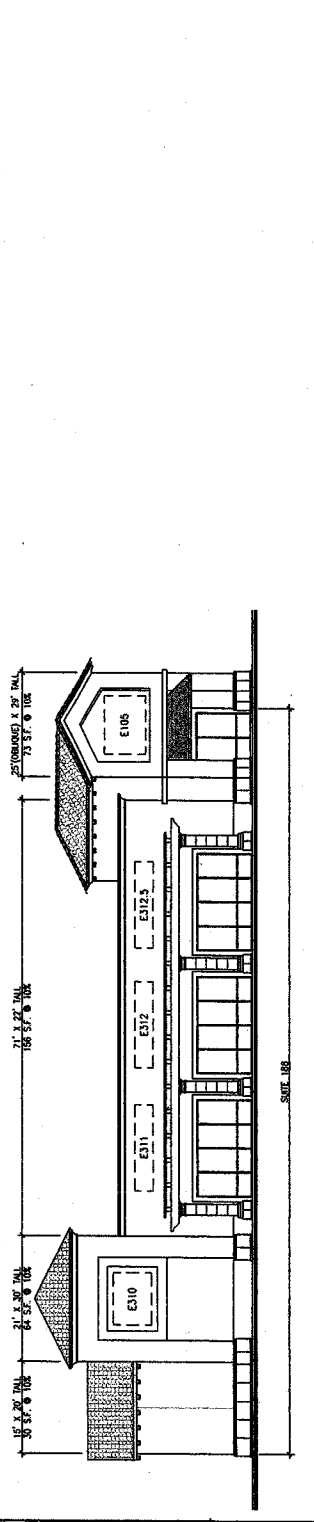 15' X 20' TALL
30 S.F. @ 10%
21' X 30' TALL
64 S.F. @ 10%
71' X 22' TALL
156 S.F. @ 10%
25'(OBLIQUE) X 29' TALL
73 S.F. @ 10%
E310
E311
E312
E312.5
E105
SUITE 188